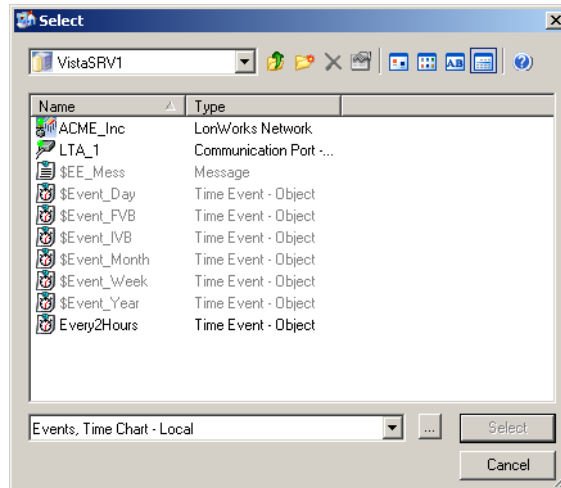 Select
VistaSRV1
Name Type
ACME_Inc LonWorks Network
LTA_1 Communication Port -...
$EE_Mess Message
$Event_Day Time Event - Object
$Event_FVB Time Event - Object
$Event_IVB Time Event - Object
$Event_Month Time Event - Object
$Event_Week Time Event - Object
$Event_Year Time Event - Object
Every2Hours Time Event - Object
Events, Time Chart - Local ... Select
Cancel